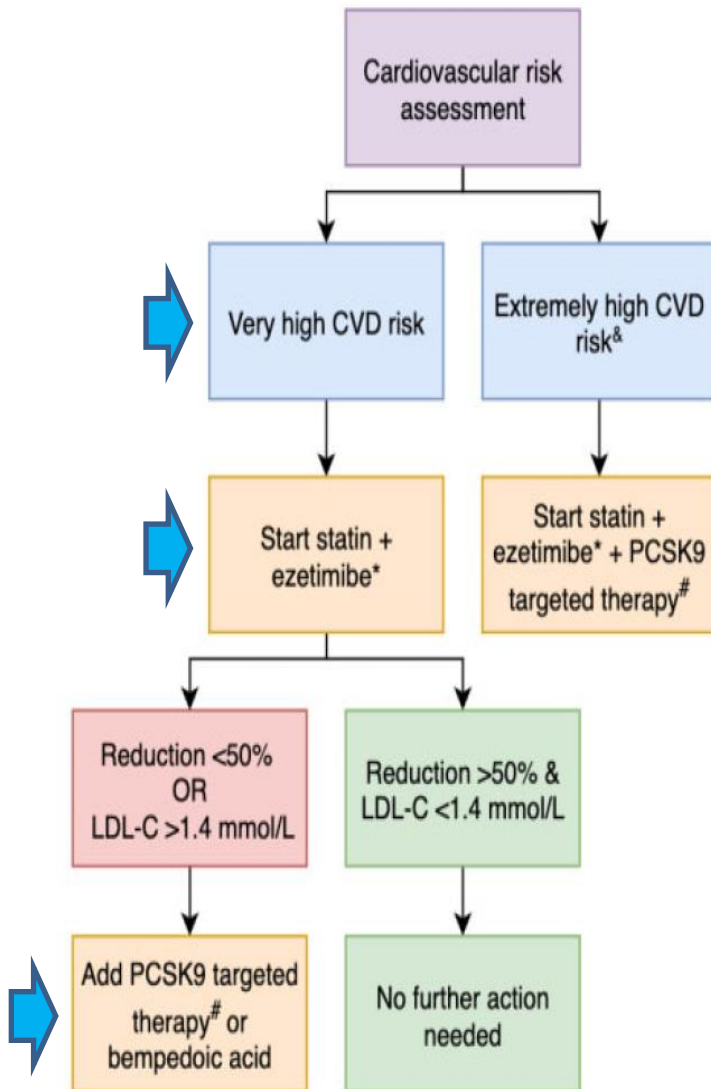 Cardiovascular risk
assessment
Very high CVD risk
Extremely high CVD
risk&
Start statin +
ezetimibe*
Start statin +
ezetimibe* + PCSK9
targeted therapy#
Reduction <50%
OR
LDL-C >1.4 mmol/L
Reduction >50% &
LDL-C <1.4 mmol/L
Add PCSK9 targeted
therapy# or
bempedoic acid
No further action
needed